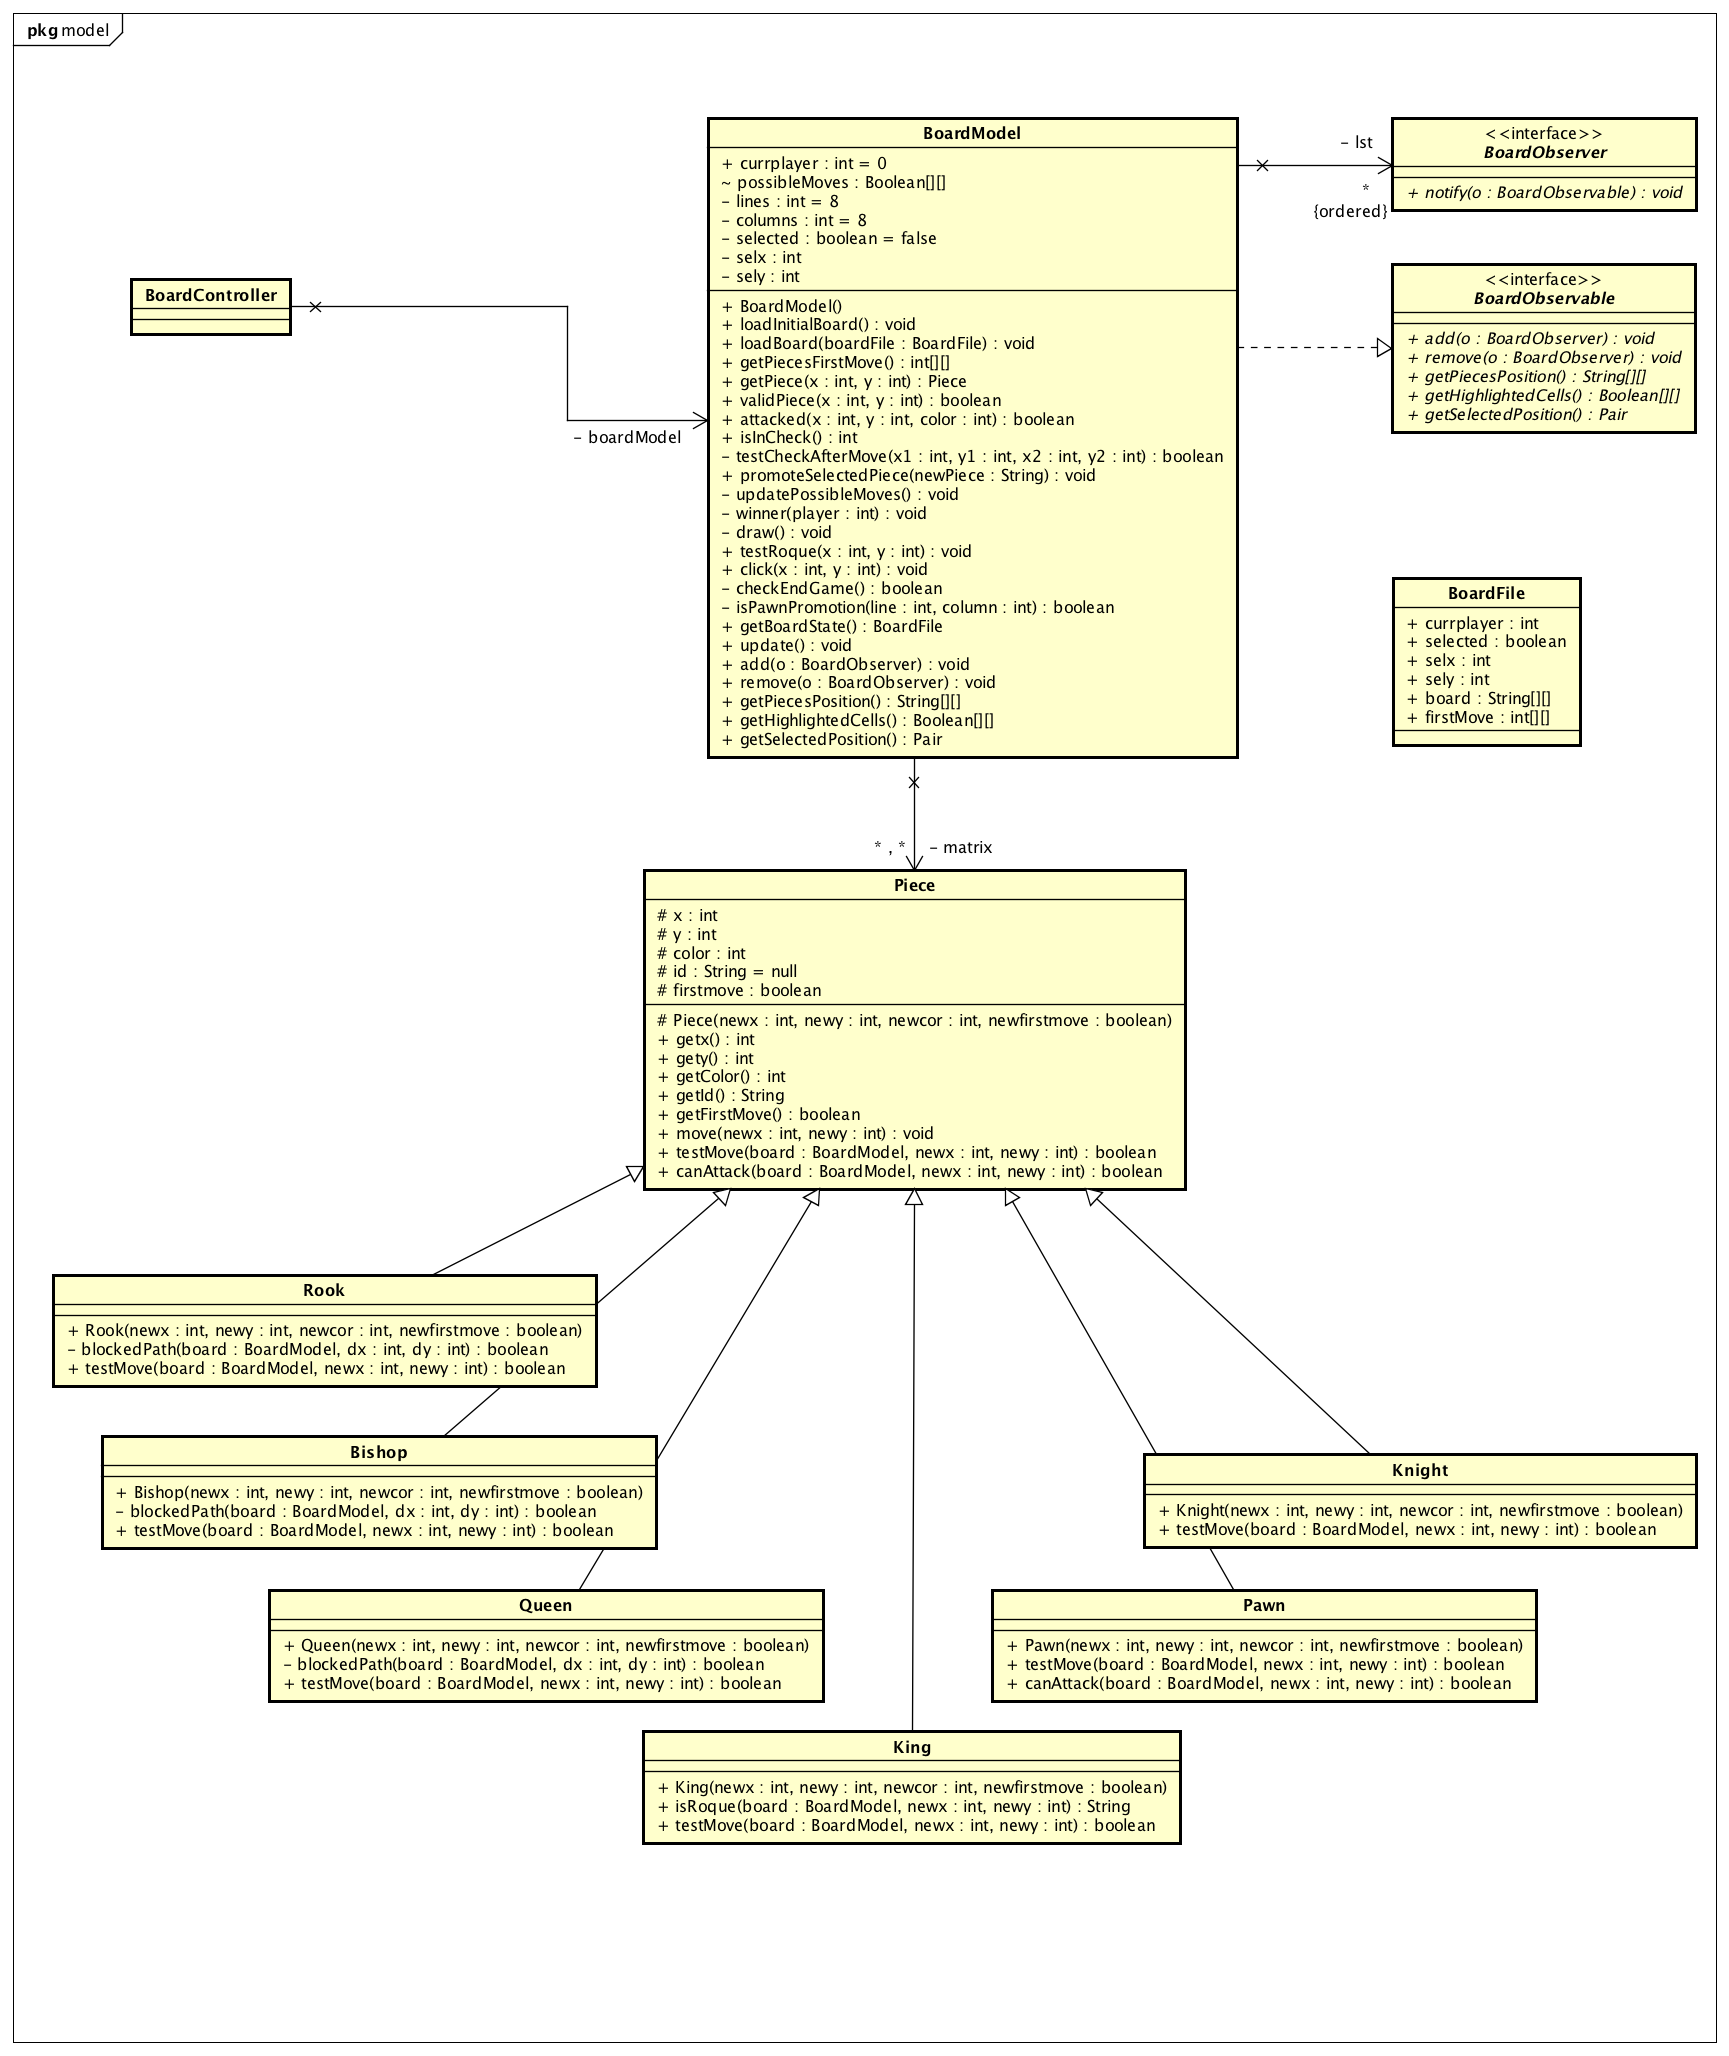 pkg model
BoardModel
+ currplayer : int = 0
~ possibleMoves : Boolean[][]
- lines : int = 8
- columns : int = 8
- selected : boolean = false
- selx : int
- sely : int
+ BoardModel()
+ loadInitialBoard() : void
+ loadBoard(boardFile : BoardFile) : void
+ getPiecesFirstMove() : int[][]
+ getPiece(x : int, y : int) : Piece
+ validPiece(x : int, y : int) : boolean
+ attacked(x : int, y : int, color : int) : boolean
+ isInCheck() : int
- testCheckAfterMove(x1 : int, y1 : int, x2 : int, y2 : int) : boolean
+ promoteSelectedPiece(newPiece : String) : void
- updatePossibleMoves() : void
- winner(player : int) : void
- draw() : void
+ testRoque(x : int, y : int) : void
+ click(x : int, y : int) : void
- checkEndGame() : boolean
- isPawnPromotion(line : int, column : int) : boolean
+ getBoardState() : BoardFile
+ update() : void
+ add(o : BoardObserver) : void
+ remove(o : BoardObserver) : void
+ getPiecesPosition() : String[][]
+ getHighlightedCells() : Boolean[][]
+ getSelectedPosition() : Pair
- lst
*
{ordered}
<<interface>>
BoardObserver
+ notify(o : BoardObservable) : void
<<interface>>
BoardObservable
+ add(o : BoardObserver) : void
+ remove(o : BoardObserver) : void
+ getPiecesPosition() : String[][]
+ getHighlightedCells() : Boolean[][]
+ getSelectedPosition() : Pair
BoardController
- boardModel
BoardFile
+ currplayer : int
+ selected : boolean
+ selx : int
+ sely : int
+ board : String[][]
+ firstMove : int[][]
* , * - matrix
Piece
# x : int
# y : int
# color : int
# id : String = null
# firstmove : boolean
# Piece(newx : int, newy : int, newcor : int, newfirstmove : boolean)
+ getx() : int
+ gety() : int
+ getColor() : int
+ getId() : String
+ getFirstMove() : boolean
+ move(newx : int, newy : int) : void
+ testMove(board : BoardModel, newx : int, newy : int) : boolean
+ canAttack(board : BoardModel, newx : int, newy : int) : boolean
Rook
+ Rook(newx : int, newy : int, newcor : int, newfirstmove : boolean)
- blockedPath(board : BoardModel, dx : int, dy : int) : boolean
+ testMove(board : BoardModel, newx : int, newy : int) : boolean
Bishop
+ Bishop(newx : int, newy : int, newcor : int, newfirstmove : boolean)
- blockedPath(board : BoardModel, dx : int, dy : int) : boolean
+ testMove(board : BoardModel, newx : int, newy : int) : boolean
Knight
+ Knight(newx : int, newy : int, newcor : int, newfirstmove : boolean)
+ testMove(board : BoardModel, newx : int, newy : int) : boolean
Queen
+ Queen(newx : int, newy : int, newcor : int, newfirstmove : boolean)
- blockedPath(board : BoardModel, dx : int, dy : int) : boolean
+ testMove(board : BoardModel, newx : int, newy : int) : boolean
Pawn
+ Pawn(newx : int, newy : int, newcor : int, newfirstmove : boolean)
+ testMove(board : BoardModel, newx : int, newy : int) : boolean
+ canAttack(board : BoardModel, newx : int, newy : int) : boolean
King
+ King(newx : int, newy : int, newcor : int, newfirstmove : boolean)
+ isRoque(board : BoardModel, newx : int, newy : int) : String
+ testMove(board : BoardModel, newx : int, newy : int) : boolean